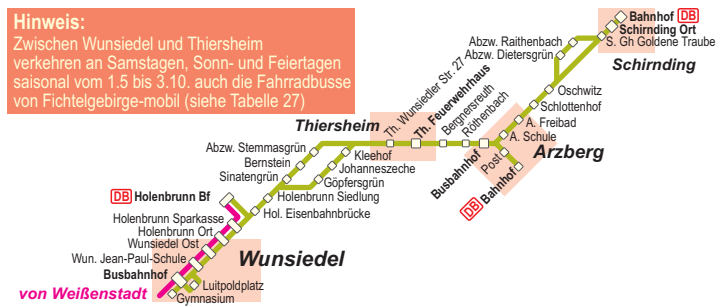 Hinweis:
Zwischen Wunsiedel und Thiersheim
verkehren an Samstagen, Sonn- und Feiertagen
saisonal vom 1.5 bis 3.10. auch die Fahrradbusse
von Fichtelgebirge-mobil (siehe Tabelle 27)
Bahnhof DB
Schirnding Ort
S. Gh Goldene Traube
Schirnding
Abzw. Raithenbach
Abzw. Dietersgrün
Oschwitz
Schlottenhof
A. Freibad
A. Schule
Arzberg
Busbahnhof
Post
DB Bahnhof
Röthenbach
Bergnersreuth
Th. Feuerwehrhaus
Th. Wunsiedler Str. 27
Thiersheim
Abzw. Stemmasgrün
Bernstein
Sinatengrün
Kleehof
Johanneszeche
Göpfersgrün
Holenbrunn Siedlung
Hol. Eisenbahnbrücke
DB Holenbrunn Bf
Holenbrunn Sparkasse
Holenbrunn Ort
Wunsiedel Ost
Wun. Jean-Paul-Schule
Busbahnhof
Wunsiedel
Luitpoldplatz
Gymnasium
von Weißenstadt